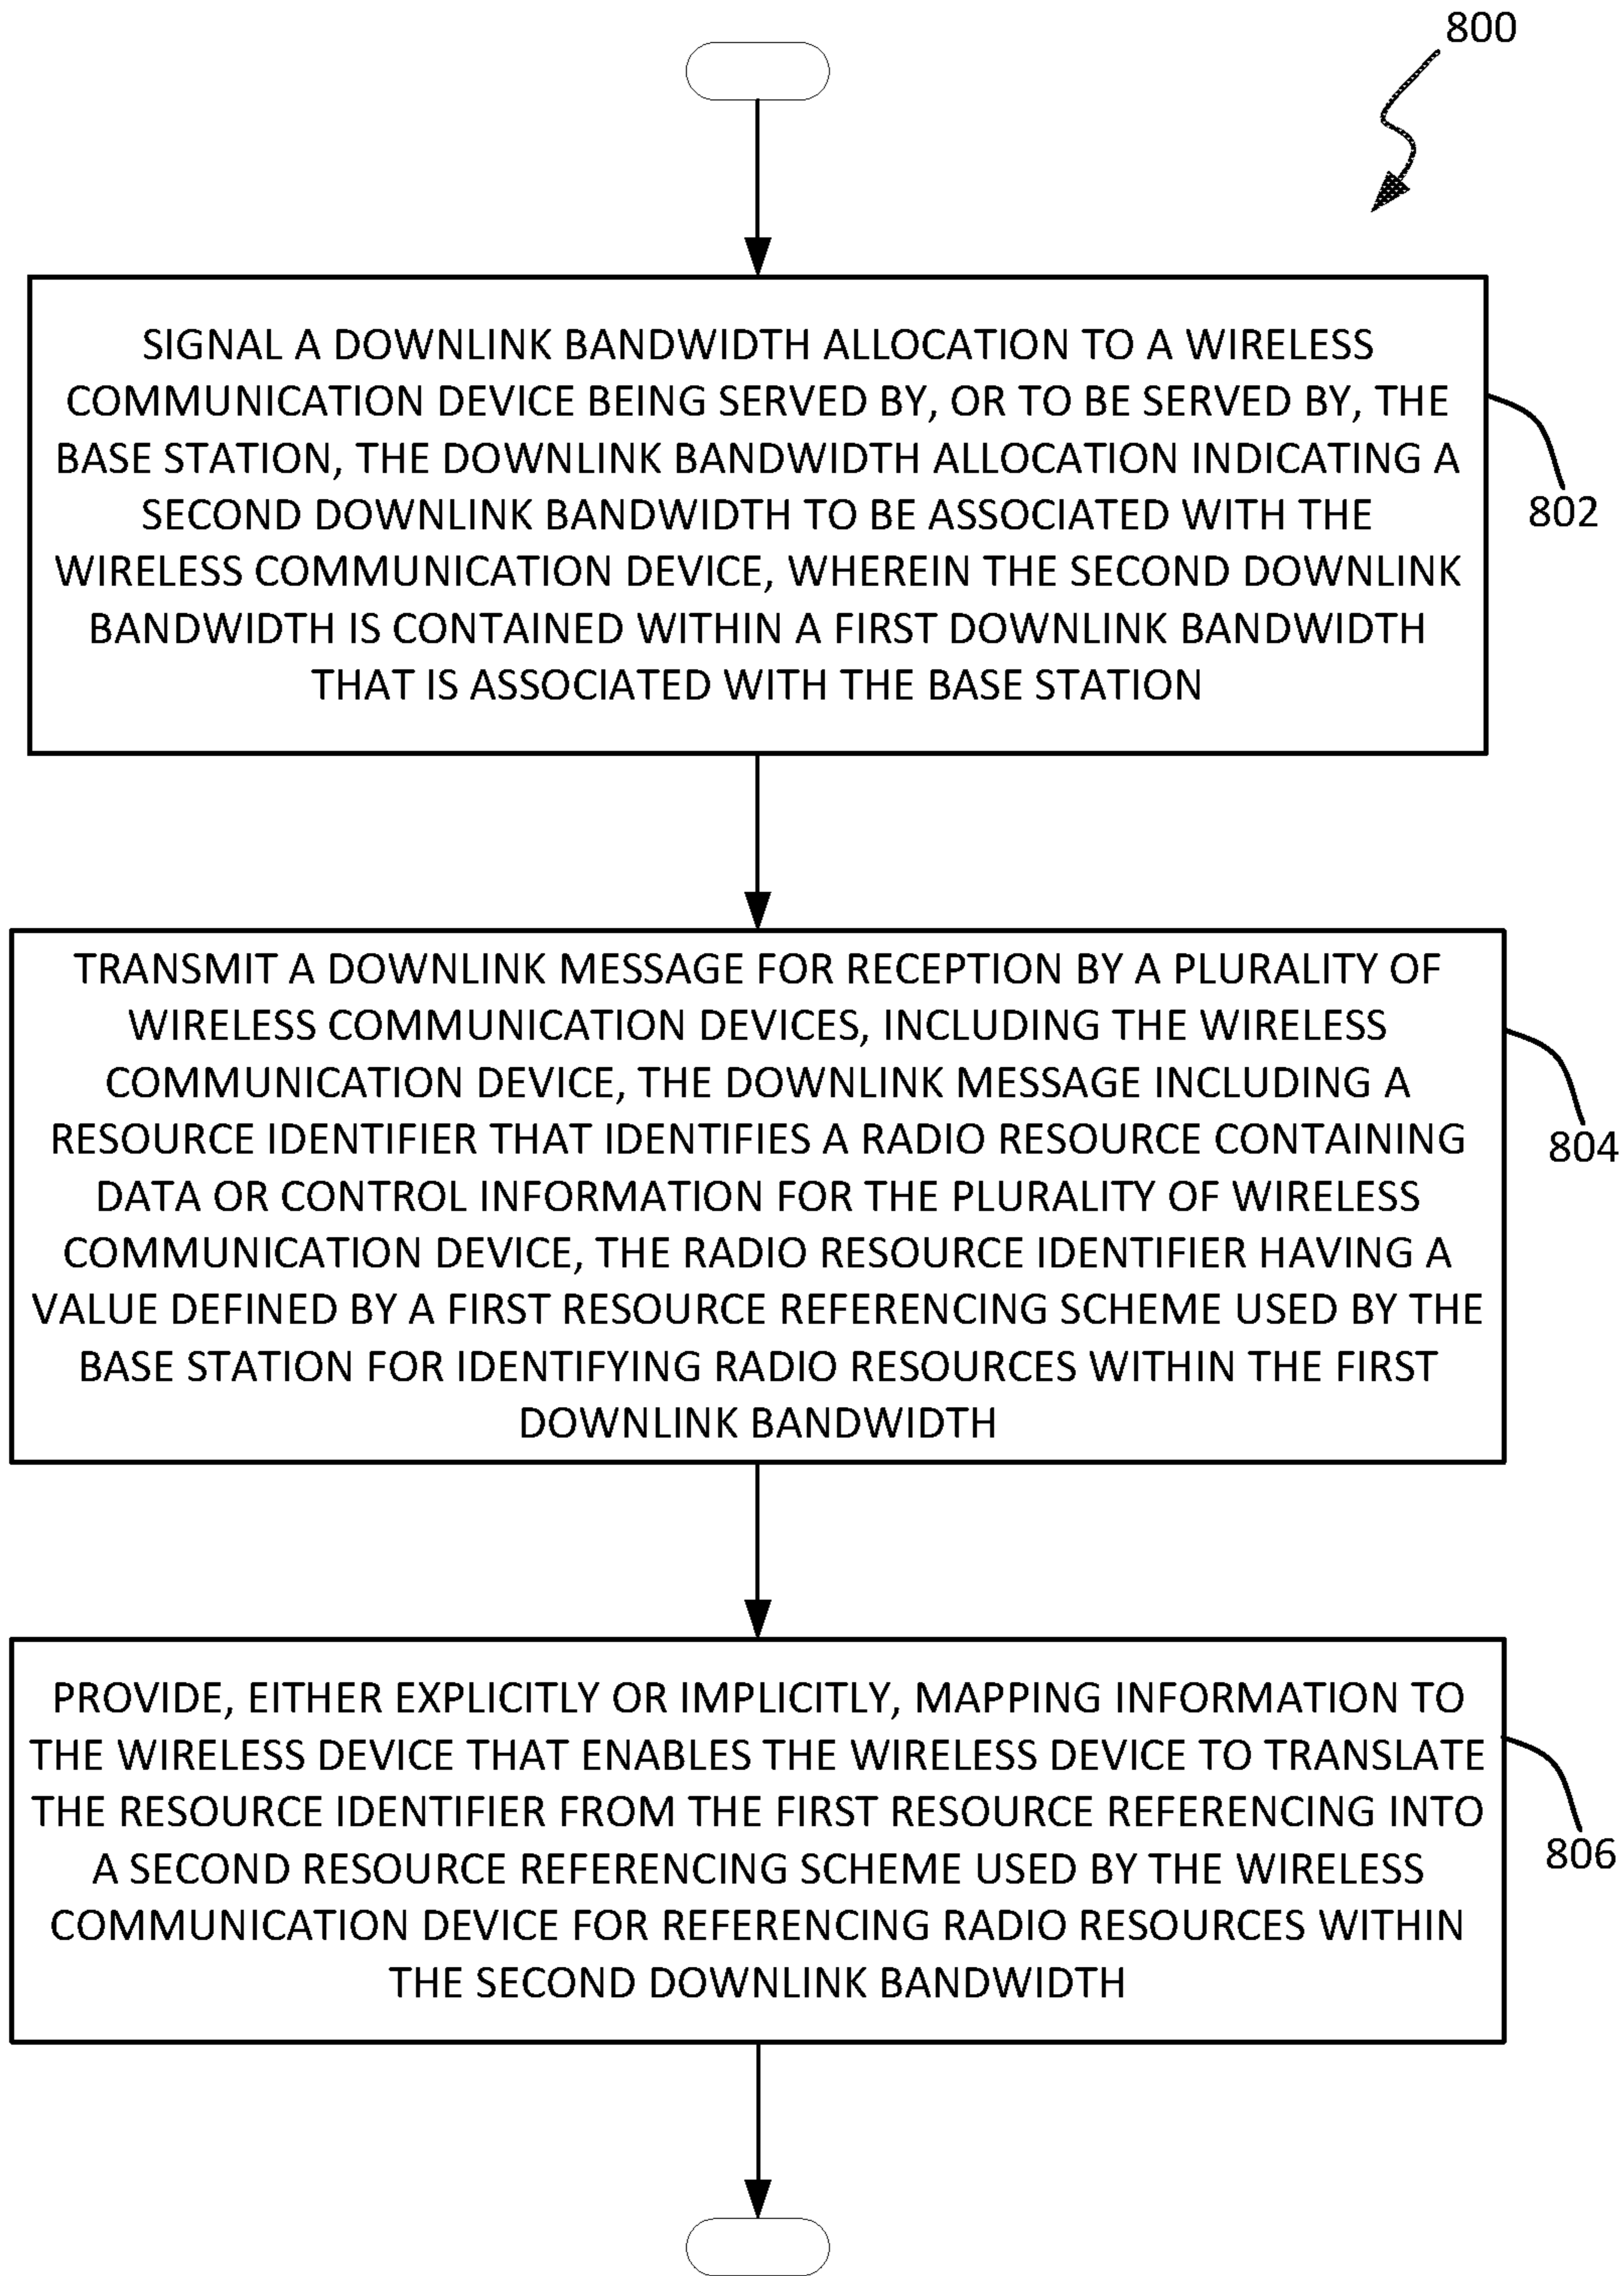 800
SIGNAL A DOWNLINK BANDWIDTH ALLOCATION TO A WIRELESS
COMMUNICATION DEVICE BEING SERVED BY, OR TO BE SERVED BY, THE
BASE STATION, THE DOWNLINK BANDWIDTH ALLOCATION INDICATING A
SECOND DOWNLINK BANDWIDTH TO BE ASSOCIATED WITH THE
WIRELESS COMMUNICATION DEVICE, WHEREIN THE SECOND DOWNLINK
BANDWIDTH IS CONTAINED WITHIN A FIRST DOWNLINK BANDWIDTH
THAT IS ASSOCIATED WITH THE BASE STATION
802
TRANSMIT A DOWNLINK MESSAGE FOR RECEPTION BY A PLURALITY OF
WIRELESS COMMUNICATION DEVICES, INCLUDING THE WIRELESS
COMMUNICATION DEVICE, THE DOWNLINK MESSAGE INCLUDING A
RESOURCE IDENTIFIER THAT IDENTIFIES A RADIO RESOURCE CONTAINING
DATA OR CONTROL INFORMATION FOR THE PLURALITY OF WIRELESS
COMMUNICATION DEVICE, THE RADIO RESOURCE IDENTIFIER HAVING A
VALUE DEFINED BY A FIRST RESOURCE REFERENCING SCHEME USED BY THE
BASE STATION FOR IDENTIFYING RADIO RESOURCES WITHIN THE FIRST
DOWNLINK BANDWIDTH
804
PROVIDE, EITHER EXPLICITLY OR IMPLICITLY, MAPPING INFORMATION TO
THE WIRELESS DEVICE THAT ENABLES THE WIRELESS DEVICE TO TRANSLATE
THE RESOURCE IDENTIFIER FROM THE FIRST RESOURCE REFERENCING INTO
A SECOND RESOURCE REFERENCING SCHEME USED BY THE WIRELESS
COMMUNICATION DEVICE FOR REFERENCING RADIO RESOURCES WITHIN
THE SECOND DOWNLINK BANDWIDTH
806